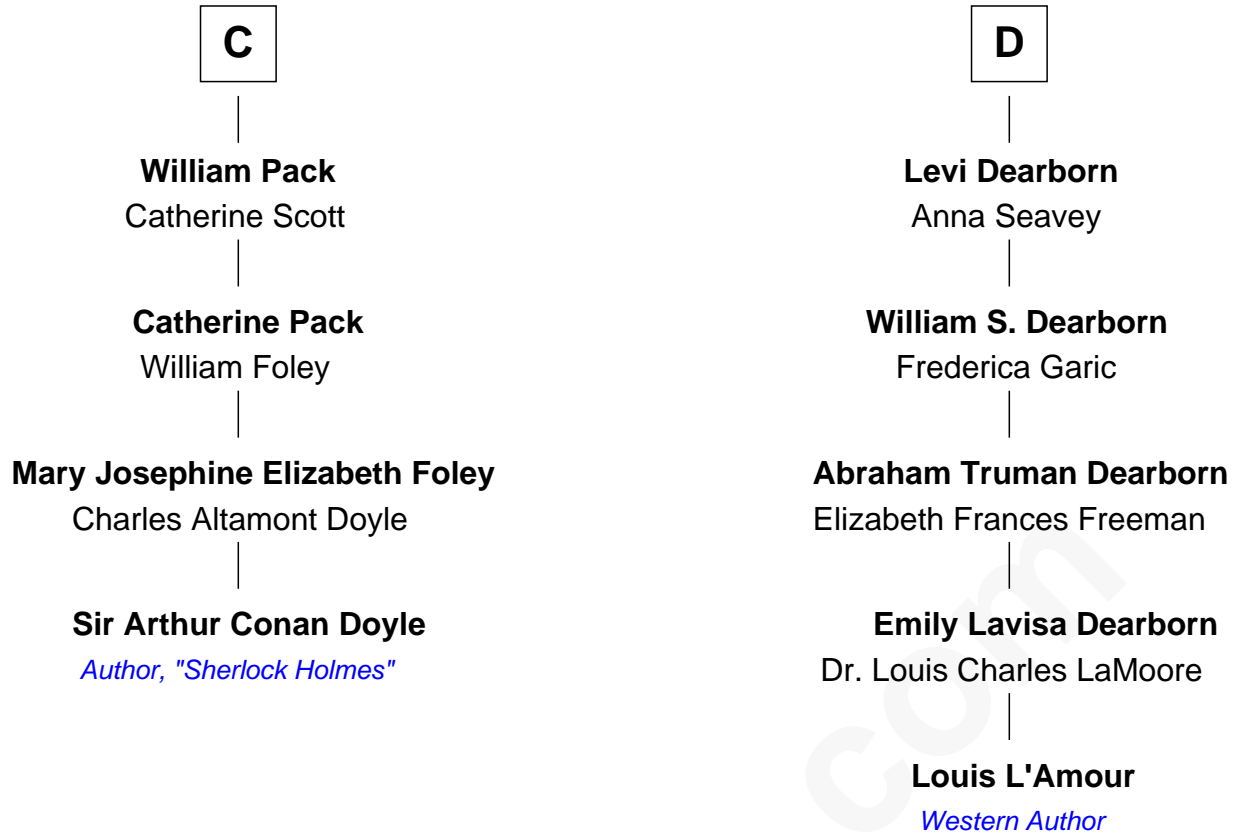 C
William Pack
Catherine Scott
Catherine Pack
William Foley
Mary Josephine Elizabeth Foley
Charles Altamont Doyle
Sir Arthur Conan Doyle
Author, "Sherlock Holmes"
D
Levi Dearborn
Anna Seavey
William S. Dearborn
Frederica Garic
Abraham Truman Dearborn
Elizabeth Frances Freeman
Emily Lavisa Dearborn
Dr. Louis Charles LaMoore
Louis L'Amour
Western Author
com